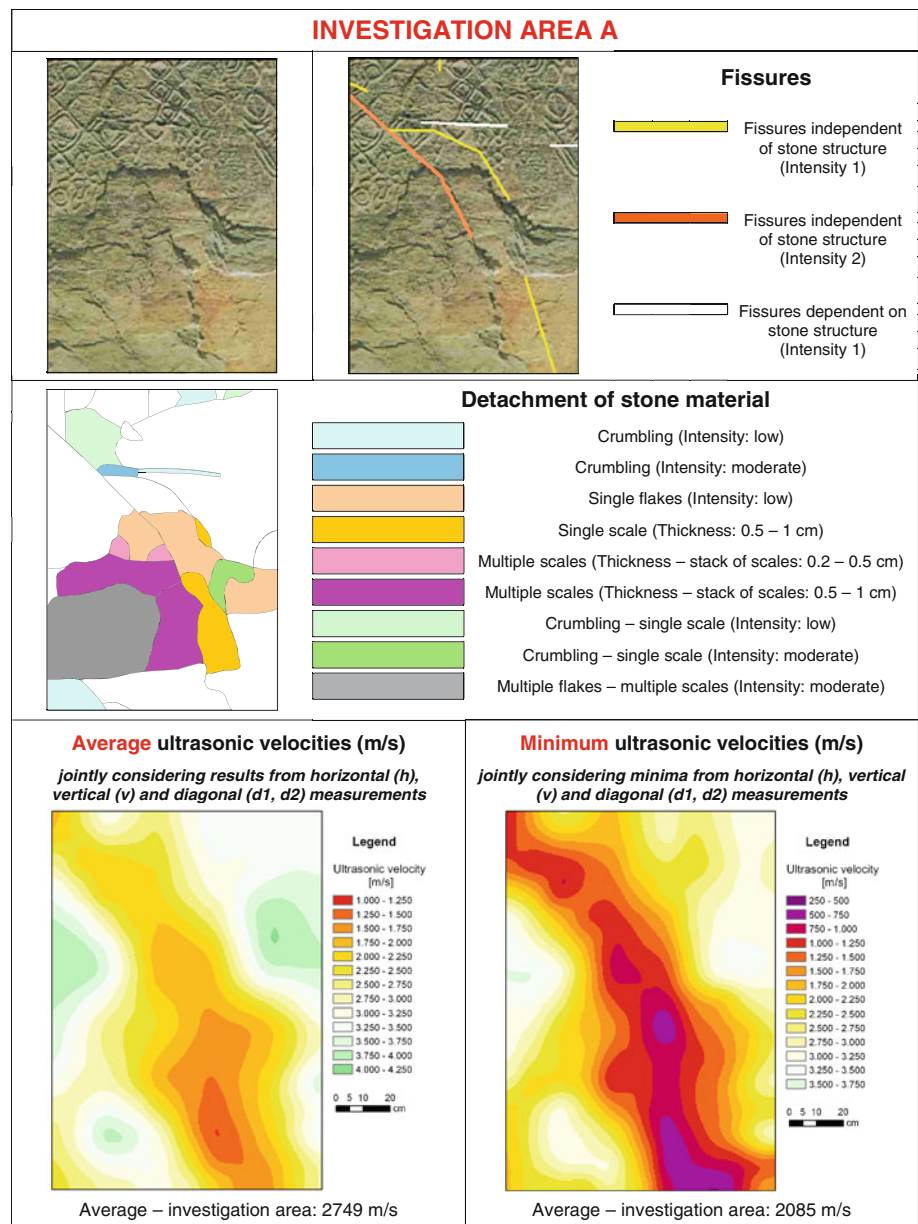 INVESTIGATION AREA A
Fissures
Fissures independent
of stone structure
(Intensity 1)
Fissures independent
of stone structure
(Intensity 2)
Fissures dependent on
stone structure
(Intensity 1)
Detachment of stone material
Crumbling (Intensity: low)
Crumbling (Intensity: moderate)
Single flakes (Intensity: low)
Single scale (Thickness: 0.5 – 1 cm)
Multiple scales (Thickness – stack of scales: 0.2 – 0.5 cm)
Multiple scales (Thickness – stack of scales: 0.5 – 1 cm)
Crumbling – single scale (Intensity: low)
Crumbling – single scale (Intensity: moderate)
Multiple flakes – multiple scales (Intensity: moderate)
Average ultrasonic velocities (m/s)
jointly considering results from horizontal (h),
vertical (v) and diagonal (d1, d2) measurements
Legend
Ultrasonic velocity
[m/s]
1.000 - 1.250
1.250 - 1.500
1.500 - 1.750
1.750 - 2.000
2.000 - 2.250
2.250 - 2.500
2.500 - 2.750
2.750 - 3.000
3.000 - 3.250
3.250 - 3.500
3.500 - 3.750
3.750 - 4.000
4.000 - 4.250
0 5 10 20
cm
Average – investigation area: 2749 m/s
Minimum ultrasonic velocities (m/s)
jointly considering minima from horizontal (h), vertical
(v) and diagonal (d1, d2) measurements
Legend
Ultrasonic velocity
[m/s]
250 - 500
500 - 750
750 - 1.000
1.000 - 1.250
1.250 - 1.500
1.500 - 1.750
1.750 - 2.000
2.000 - 2.250
2.250 - 2.500
2.500 - 2.750
2.750 - 3.000
3.000 - 3.250
3.250 - 3.500
3.500 - 3.750
0 5 10 20
cm
Average – investigation area: 2085 m/s